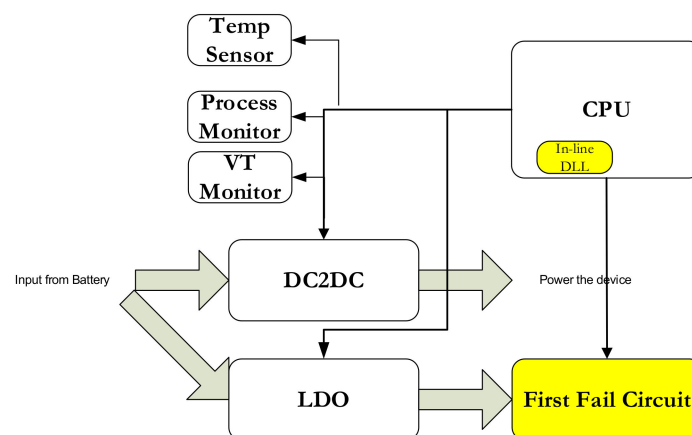 Temp
Sensor
Process
Monitor
VT
Monitor
CPU
In-line
DLL
Input from Battery
DC2DC
Power the device
LDO
First Fail Circuit